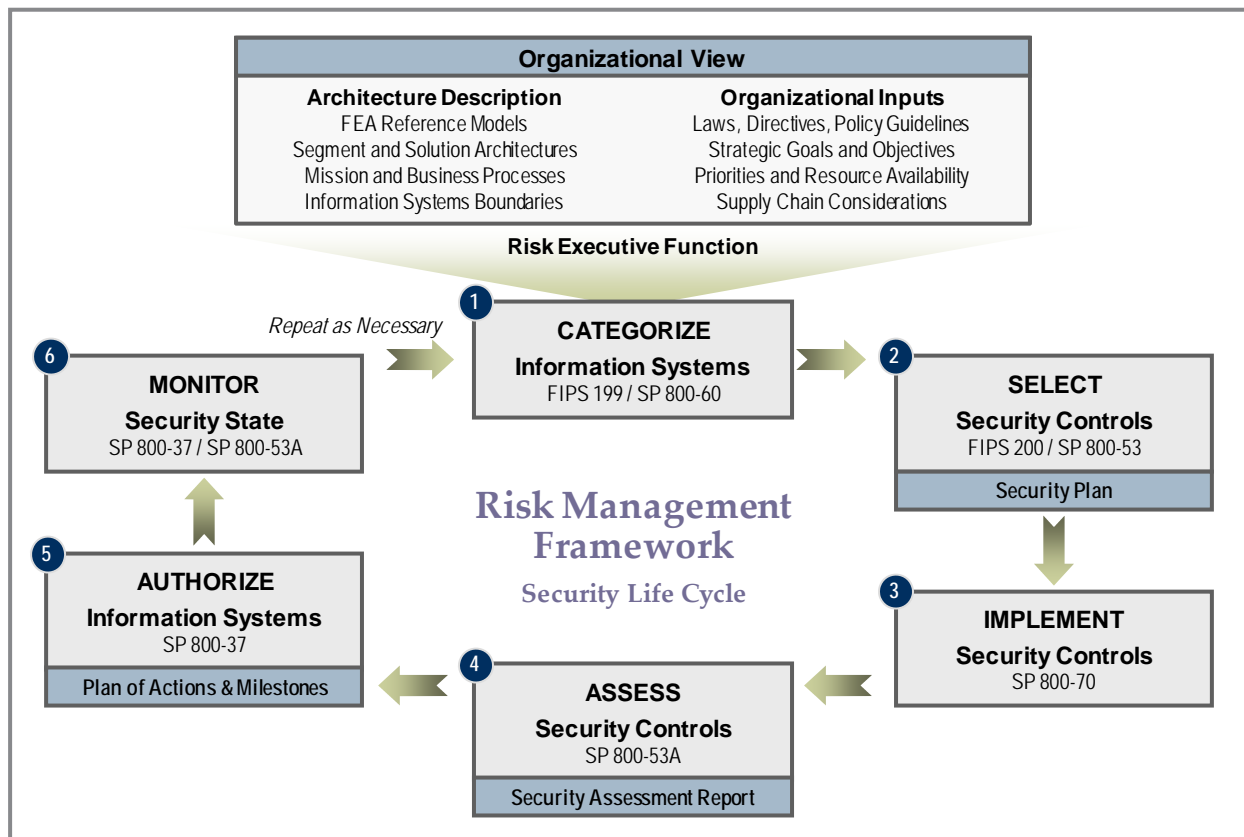 Organizational View
Architecture Description
FEA Reference Models
Segment and Solution Architectures
Mission and Business Processes
Information Systems Boundaries
Organizational Inputs
Laws, Directives, Policy Guidelines
Strategic Goals and Objectives
Priorities and Resource Availability
Supply Chain Considerations
Risk Executive Function
Repeat as Necessary
1
CATEGORIZE
Information Systems
FIPS 199 / SP 800-60
2
SELECT
Security Controls
FIPS 200 / SP 800-53
Security Plan
3
IMPLEMENT
Security Controls
SP 800-70
4
ASSESS
Security Controls
SP 800-53A
Security Assessment Report
5
AUTHORIZE
Information Systems
SP 800-37
Plan of Actions & Milestones
6
MONITOR
Security State
SP 800-37 / SP 800-53A
Risk Management
Framework
Security Life Cycle